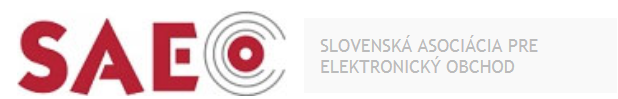 SAEC
SLOVENSKÁ ASOCIÁCIA PRE
ELEKTRONICKÝ OBCHOD